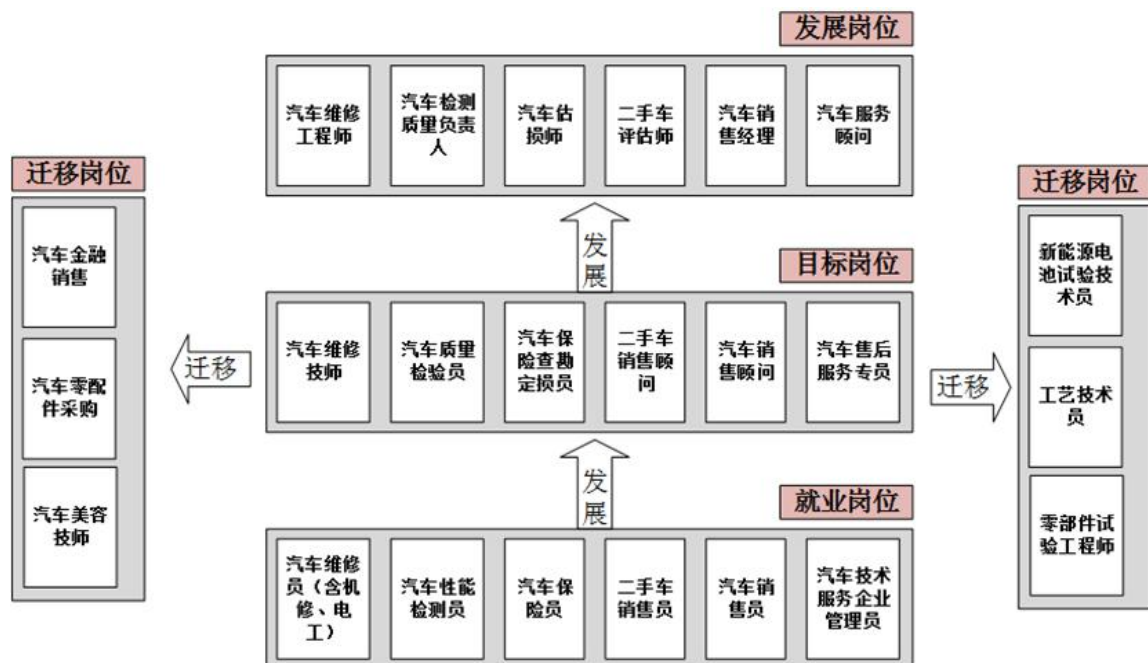 发展岗位
汽车维修
工程师
汽车检测
质量负责
人
汽车估
损师
二手车
评估师
汽车销
售经理
汽车服务
顾问
迁移岗位
汽车金融
销售
汽车零配
件采购
汽车美容
技师
发
展
目标岗位
迁移
汽车维修
技师
汽车质量
检验员
汽车保
险查勘
定损员
二手车
销售顾
问
汽车销
售顾问
汽车售后
服务专员
迁移
发
展
就业岗位
汽车维修
员（含机
修、电
工）
汽车性能
检测员
汽车保
险员
二手车
销售员
汽车销
售员
汽车技术
服务企业
管理员
迁移岗位
新能源电
池试验技
术员
工艺技术
员
零部件试
验工程师